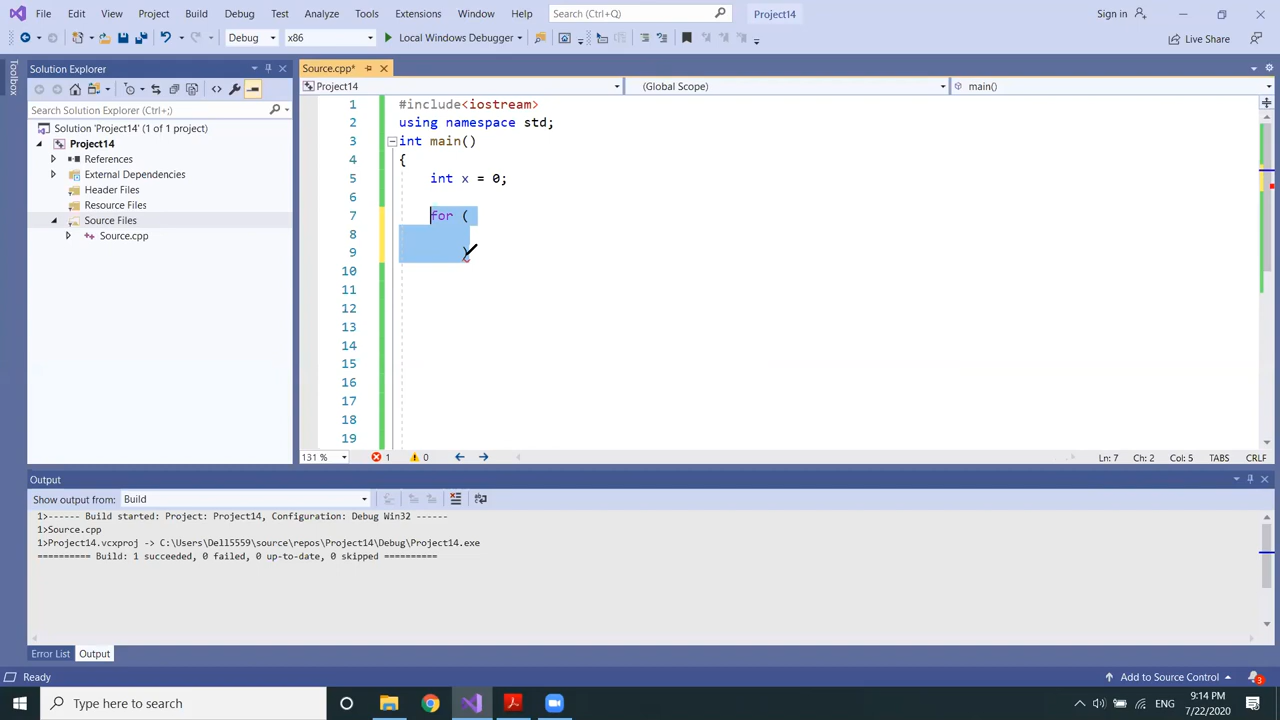 File Edit View Project Build Debug Test Analyze Tools Extensions Window Help Search (Ctrl+Q) Project14 Sign in
Debug x86 Local Windows Debugger Live Share
Toolbox
Solution Explorer
Search Solution Explorer (Ctrl+;)
Solution 'Project14' (1 of 1 project)
Project14
References
External Dependencies
Header Files
Resource Files
Source Files
Source.cpp
Source.cpp*
Project14 (Global Scope) main()
1 #include<iostream>
2 using namespace std;
3 int main()
4 {
5 int x = 0;
6
7 for (
8
9 )
10
11
12
13
14
15
16
17
18
19
131 % 1 0 Ln: 7 Ch: 2 Col: 5 TABS CRLF
Output
Show output from: Build
1>------ Build started: Project: Project14, Configuration: Debug Win32 ------
1>Source.cpp
1>Project14.vcxproj -> C:\Users\Dell5559\source\repos\Project14\Debug\Project14.exe
========== Build: 1 succeeded, 0 failed, 0 up-to-date, 0 skipped ==========
Error List Output
Ready Add to Source Control 3
Type here to search ENG 9:14 PM
7/22/2020